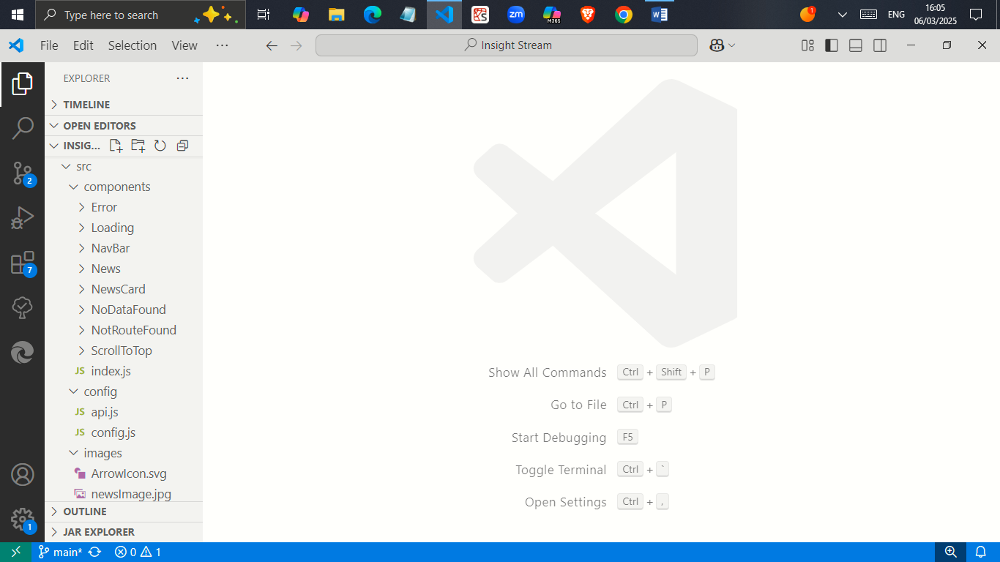 Type here to search
M365
zm
1
ENG
16:05
06/03/2025
File Edit Selection View ...
Insight Stream
EXPLORER
TIMELINE
OPEN EDITORS
INSIG...
src
components
Error
Loading
NavBar
News
NewsCard
NoDataFound
NotRouteFound
ScrollToTop
JS index.js
config
JS api.js
JS config.js
images
ArrowIcon.svg
newsImage.jpg
OUTLINE
JAR EXPLORER
2
7
1
Show All Commands Ctrl + Shift + P
Go to File Ctrl + P
Start Debugging F5
Toggle Terminal Ctrl + `
Open Settings Ctrl + ,
main* 0 1